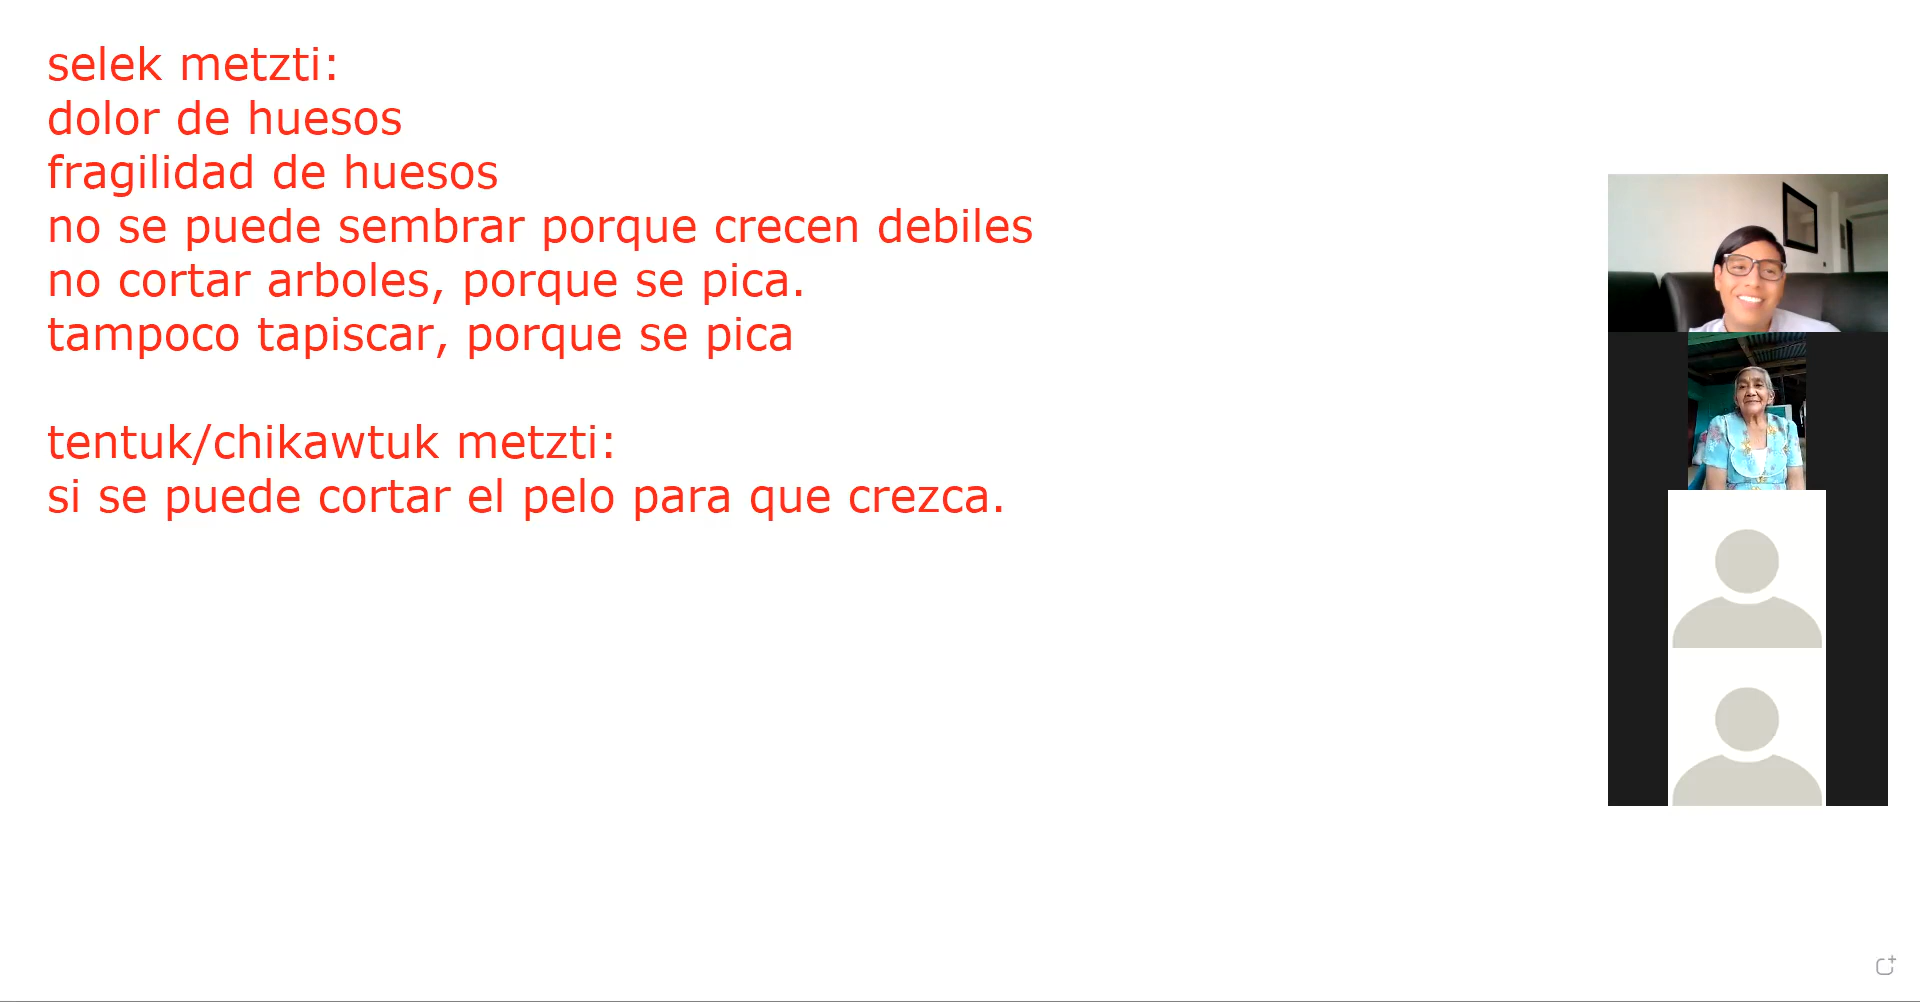 selek metzti:
dolor de huesos
fragilidad de huesos
no se puede sembrar porque crecen debiles
no cortar arboles, porque se pica.
tampoco tapiscar, porque se pica
tentuk/chikawtuk metzti:
si se puede cortar el pelo para que crezca.